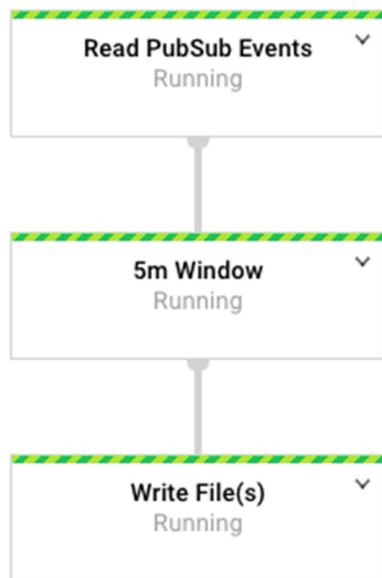 Read PubSub Events
Running
5m Window
Running
Write File(s)
Running